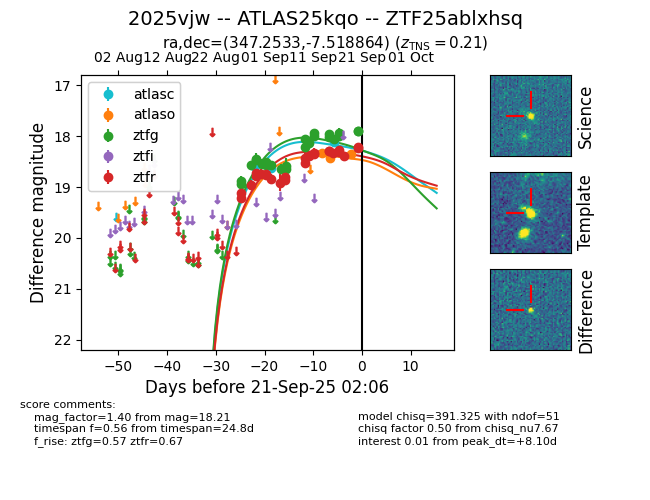 2025vjw -- ATLAS25kqo -- ZTF25ablxhsq
ra,dec=(347.2533,-7.518864) (z_TNS = 0.21)
02 Aug 12 Aug 22 Aug 01 Sep 11 Sep 21 Sep 01 Oct
atlasc
atlaso
ztfg
ztfi
ztfr
17
18
19
20
21
22
Difference magnitude
−50 −40 −30 −20 −10 0 10
Days before 21-Sep-25 02:06
Science
Template
Difference
score comments:
mag_factor=1.40 from mag=18.21
timespan f=0.56 from timespan=24.8d
f_rise: ztfg=0.57 ztfr=0.67
model chisq=391.325 with ndof=51
chisq factor 0.50 from chisq_nu7.67
interest 0.01 from peak_dt=+8.10d